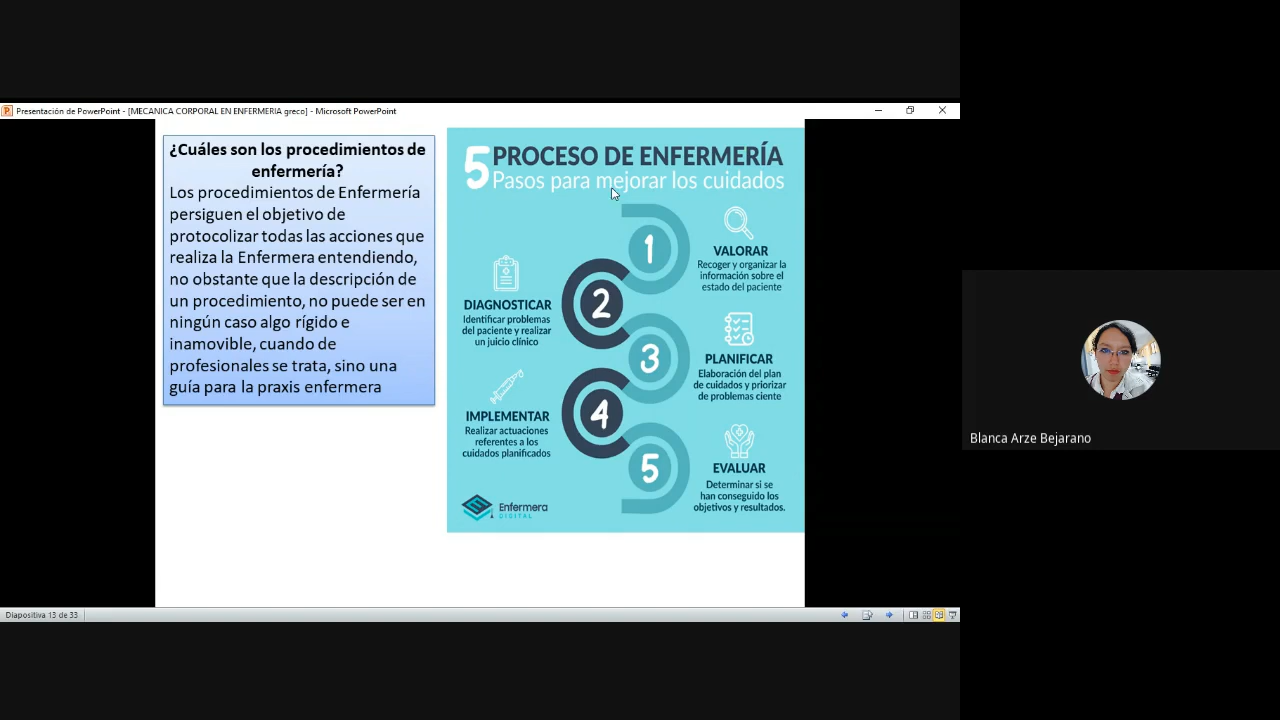 Presentación de PowerPoint - [MECANICA CORPORAL EN ENFERMERIA greco] - Microsoft PowerPoint
¿Cuáles son los procedimientos de
enfermería?
Los procedimientos de Enfermería
persiguen el objetivo de
protocolizar todas las acciones que
realiza la Enfermera entendiendo,
no obstante que la descripción de
un procedimiento, no puede ser en
ningún caso algo rígido e
inamovible, cuando de
profesionales se trata, sino una
guía para la praxis enfermera
5 PROCESO DE ENFERMERÍA
Pasos para mejorar los cuidados
1
VALORAR
Recoger y organizar la
información sobre el
estado del paciente
2
DIAGNOSTICAR
Identificar problemas
del paciente y realizar
un juicio clínico
3
PLANIFICAR
Elaboración del plan
de cuidados y priorizar
de problemas ciente
4
IMPLEMENTAR
Realizar actuaciones
referentes a los
cuidados planificados
5
EVALUAR
Determinar si se
han conseguido los
objetivos y resultados.
Enfermera
DIGITAL
Blanca Arze Bejarano
Diapositiva 13 de 33